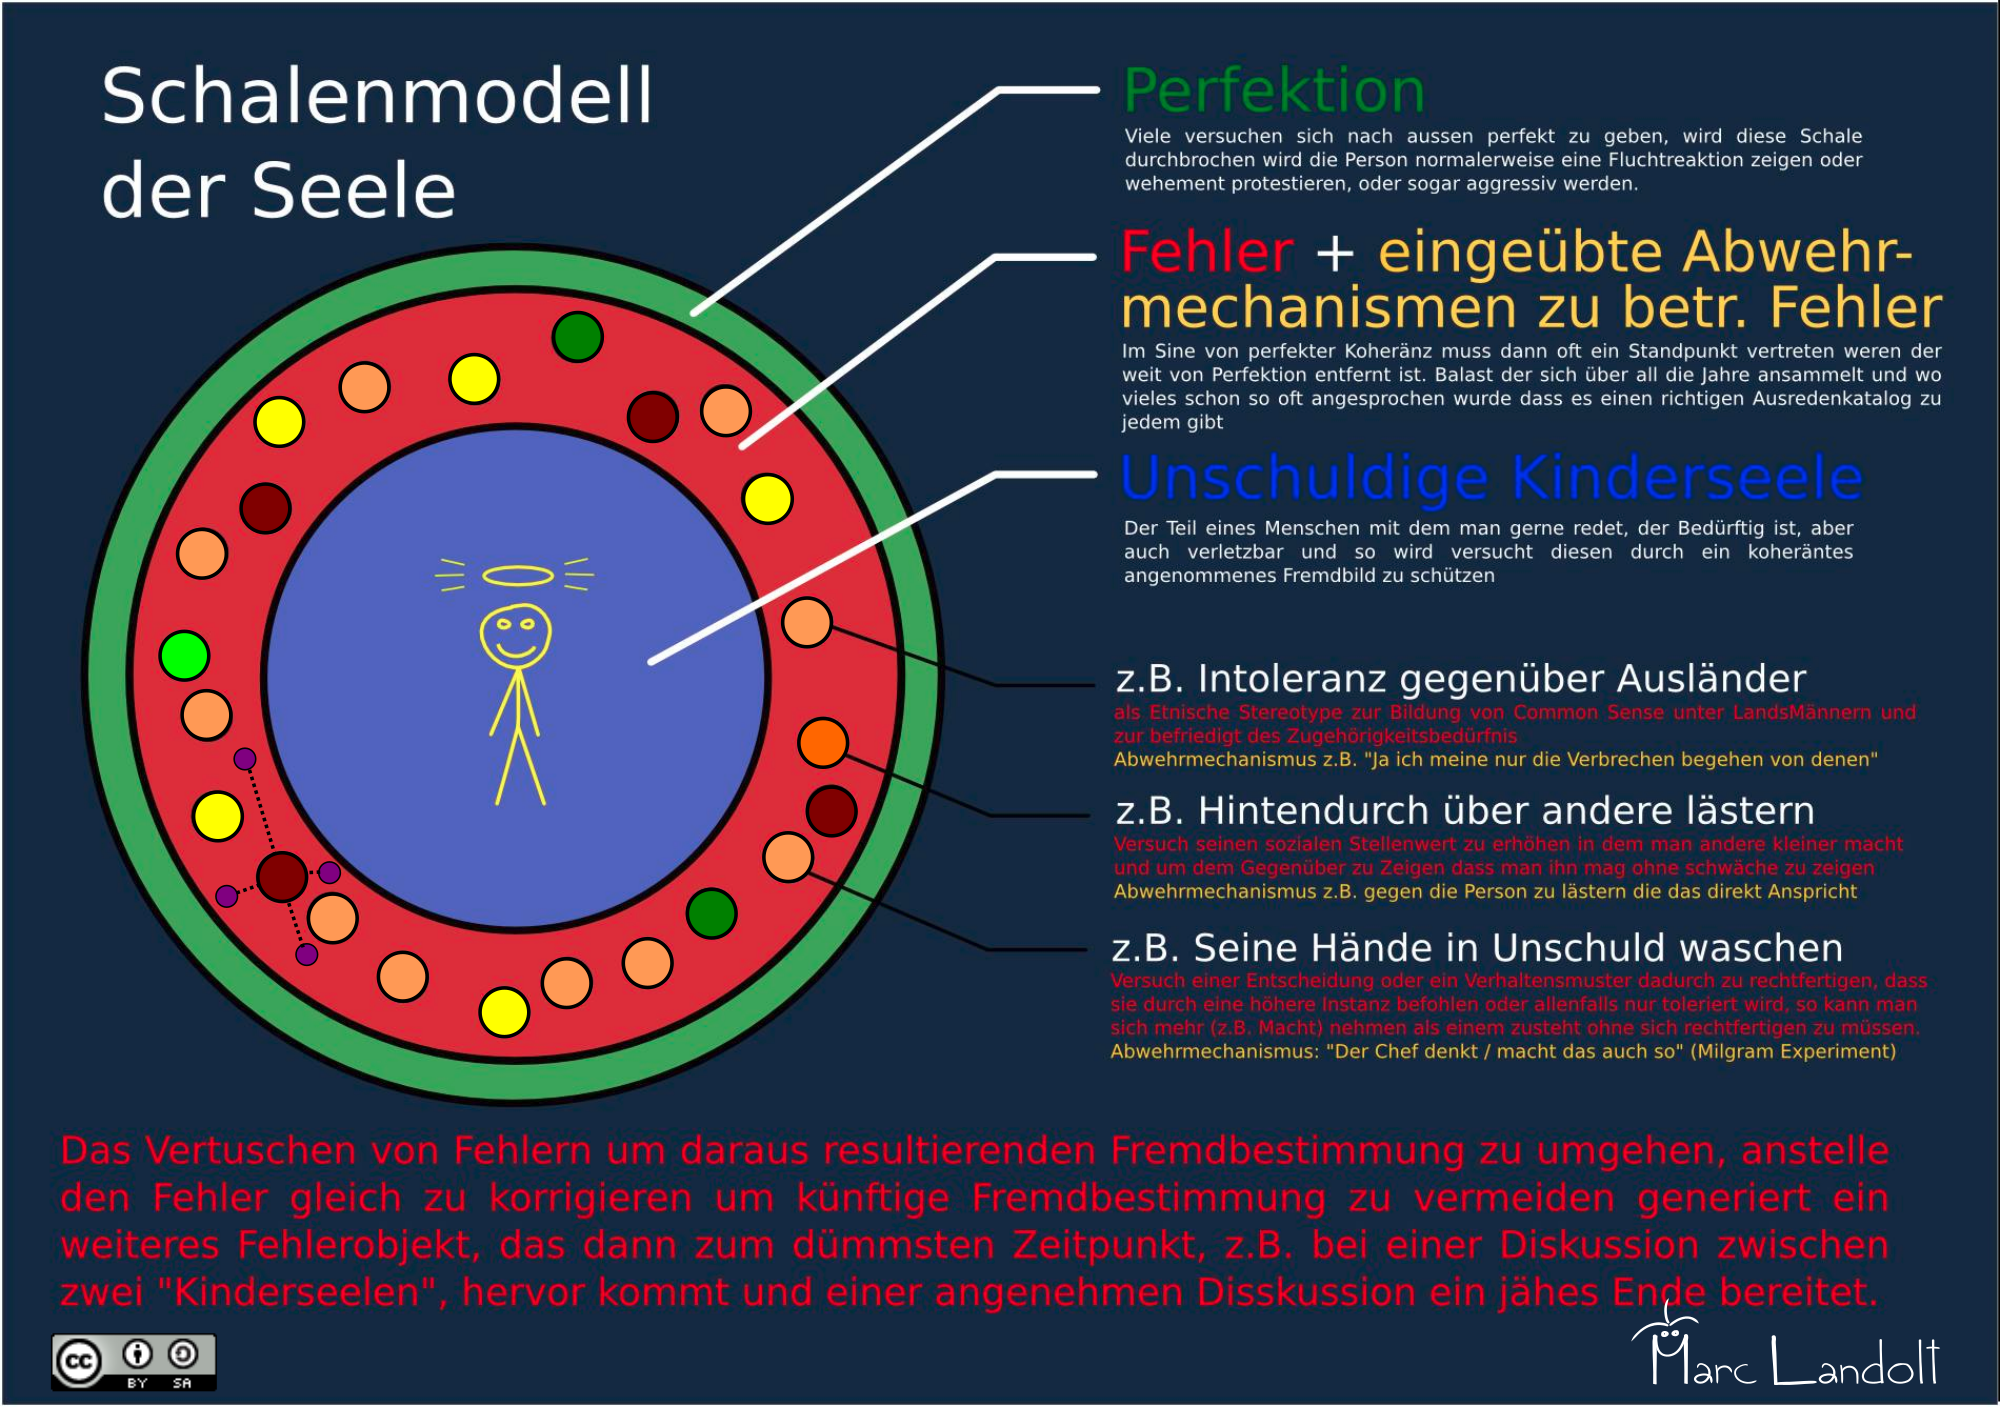 Schalenmodell
der Seele
Perfektion
Viele versuchen sich nach aussen perfekt zu geben, wird diese Schale
durchbrochen wird die Person normalerweise eine Fluchtreaktion zeigen oder
wehement protestieren, oder sogar aggressiv werden.
Fehler + eingeübte Abwehr-
mechanismen zu betr. Fehler
Im Sine von perfekter Koheränz muss dann oft ein Standpunkt vertreten weren der
weit von Perfektion entfernt ist. Balast der sich über all die Jahre ansammelt und wo
vieles schon so oft angesprochen wurde dass es einen richtigen Ausredenkatalog zu
jedem gibt
Unschuldige Kinderseele
Der Teil eines Menschen mit dem man gerne redet, der Bedürftig ist, aber
auch verletzbar und so wird versucht diesen durch ein koheräntes
angenommenes Fremdbild zu schützen
z.B. Intoleranz gegenüber Ausländer
als Etnische Stereotype zur Bildung von Common Sense unter LandsMännern und
zur befriedigt des Zugehörigkeitsbedürfnis
Abwehrmechanismus z.B. "Ja ich meine nur die Verbrechen begehen von denen"
z.B. Hintendurch über andere lästern
Versuch seinen sozialen Stellenwert zu erhöhen in dem man andere kleiner macht
und um dem Gegenüber zu Zeigen dass man ihn mag ohne schwäche zu zeigen
Abwehrmechanismus z.B. gegen die Person zu lästern die das direkt Anspricht
z.B. Seine Hände in Unschuld waschen
Versuch einer Entscheidung oder ein Verhaltensmuster dadurch zu rechtfertigen, dass
sie durch eine höhere Instanz befohlen oder allenfalls nur toleriert wird, so kann man
sich mehr (z.B. Macht) nehmen als einem zusteht ohne sich rechtfertigen zu müssen.
Abwehrmechanismus: "Der Chef denkt / macht das auch so" (Milgram Experiment)
Das Vertuschen von Fehlern um daraus resultierenden Fremdbestimmung zu umgehen, anstelle
den Fehler gleich zu korrigieren um künftige Fremdbestimmung zu vermeiden generiert ein
weiteres Fehlerobjekt, das dann zum dümmsten Zeitpunkt, z.B. bei einer Diskussion zwischen
zwei "Kinderseelen", hervor kommt und einer angenehmen Disskussion ein jähes Ende bereitet.
cc BY SA
Marc Landolt